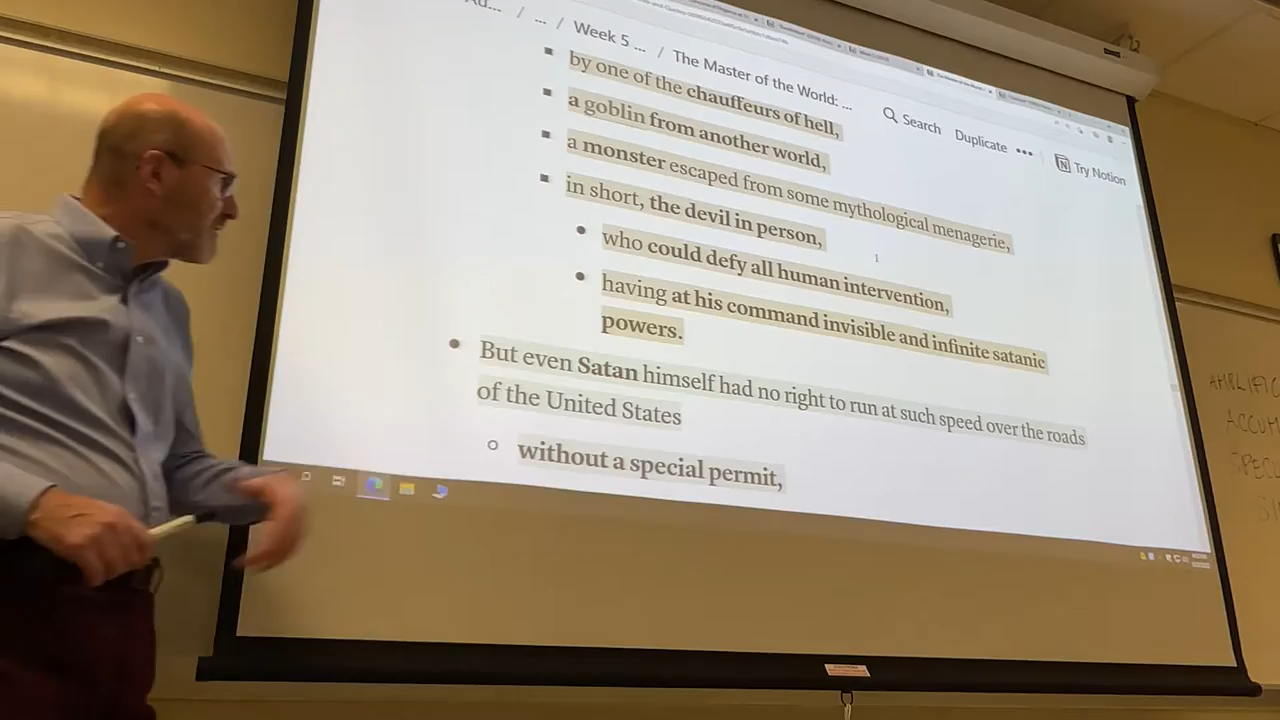 ... / Week 5 ... / The Master of the World: ...
Search Duplicate ••• Try Notion
by one of the chauffeurs of hell,
a goblin from another world,
a monster escaped from some mythological menagerie,
in short, the devil in person,
who could defy all human intervention,
having at his command invisible and infinite satanic
powers.
But even Satan himself had no right to run at such speed over the roads
of the United States
without a special permit,